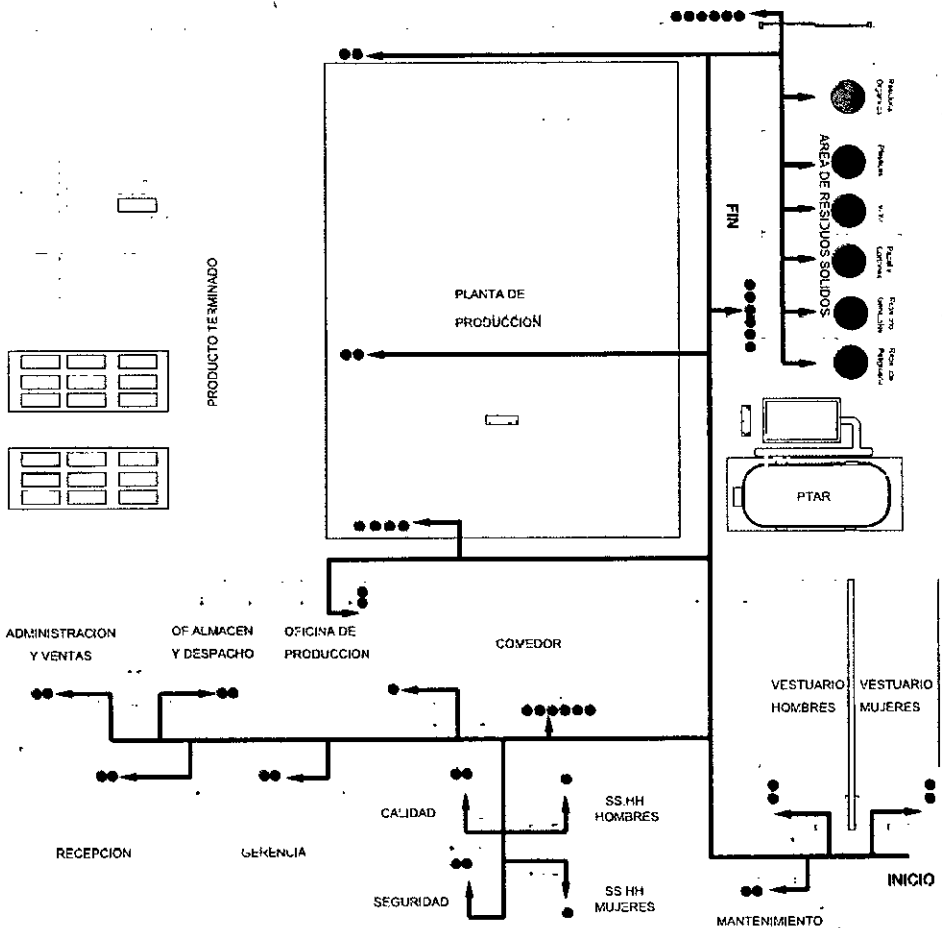 AREA DE RESIDUOS SOLIDOS
FIN
PLANTA DE
PRODUCCION
PRODUCTO TERMINADO
PTAR
ADMINISTRACION
Y VENTAS
OF ALMACEN
Y DESPACHO
OFICINA DE
PRODUCCION
COMEDOR
VESTUARIO
HOMBRES
VESTUARIO
MUJERES
CALIDAD
SS.HH
HOMBRES
RECEPCION
GERENCIA
SEGURIDAD
SS HH
MUJERES
INICIO
MANTENIMIENTO